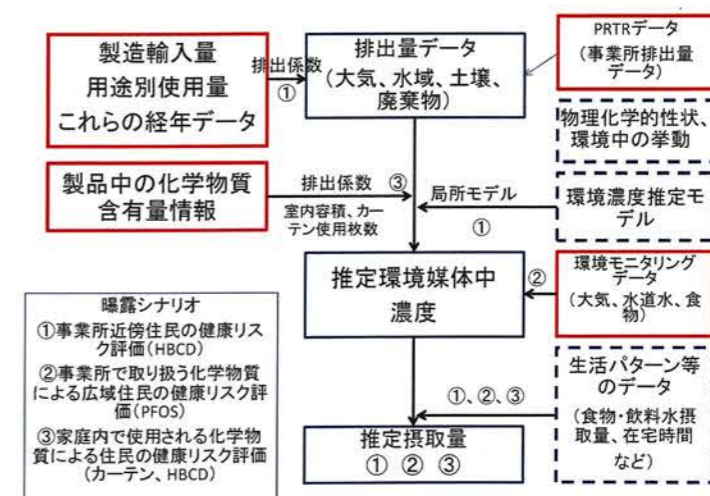 製造輸入量
用途別使用量
これらの経年データ
排出係数
①
排出量データ
(大気、水域、土壌、
廃棄物)
PRTRデータ
(事業所排出量
データ)
物理化学的性状、
環境中の挙動
製品中の化学物質
含有量情報
排出係数 ③
室内容積、カー
テン使用枚数
局所モデル
①
環境濃度推定モ
デル
推定環境媒体中
濃度
②
環境モニタリング
データ
(大気、水道水、食
物)
曝露シナリオ
①事業所近傍住民の健康リス
ク評価(HBCD)
②事業所で取り扱う化学物質
による広域住民の健康リスク評
価(PFOS)
③家庭内で使用される化学物
質による住民の健康リスク評価
(カーテン、HBCD)
①、②、③
生活パターン等
のデータ
(食物・飲料水摂
取量、在宅時間
など)
推定摂取量
① ② ③